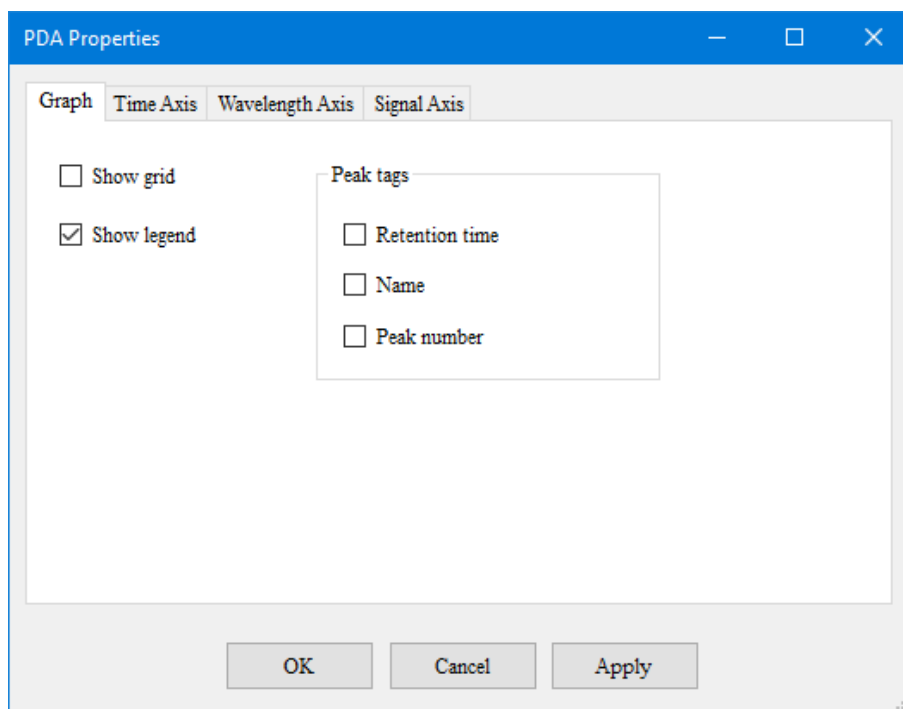 PDA Properties
Graph Time Axis Wavelength Axis Signal Axis
Show grid
Peak tags
Show legend
Retention time
Name
Peak number
OK Cancel Apply